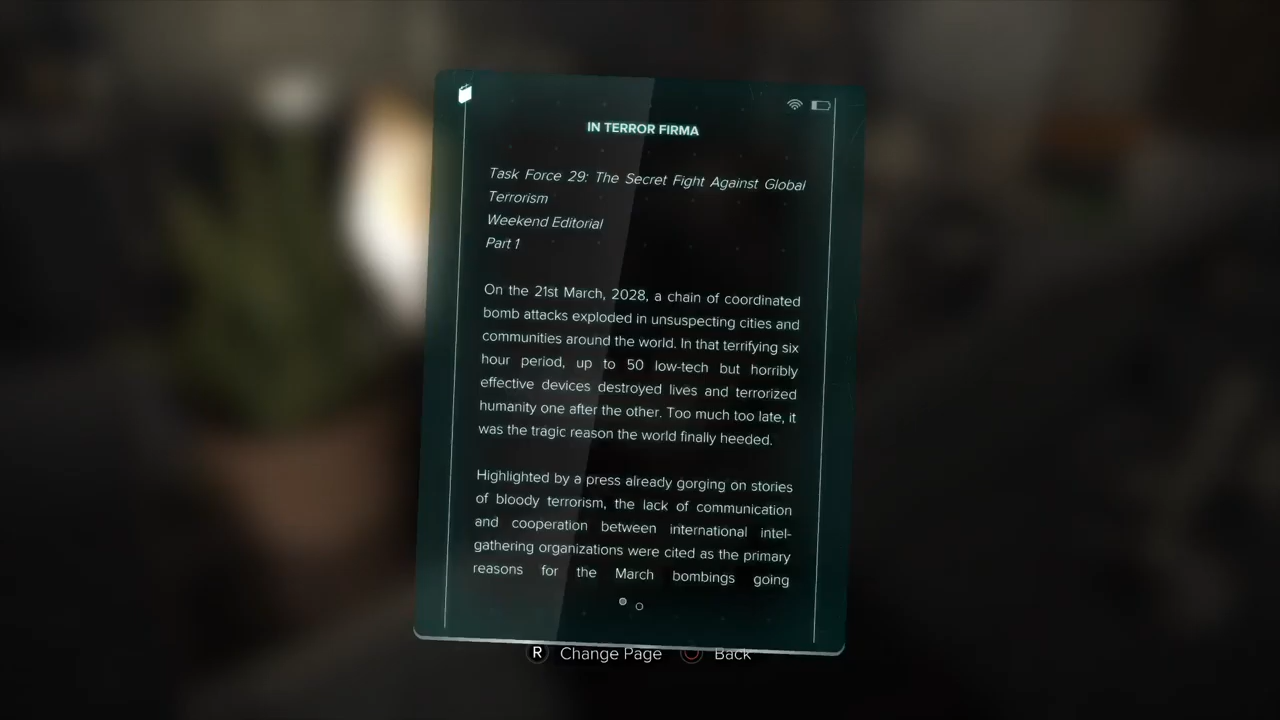 IN TERROR FIRMA
Task Force 29: The Secret Fight Against Global
Terrorism
Weekend Editorial
Part 1
On the 21st March, 2028, a chain of coordinated
bomb attacks exploded in unsuspecting cities and
communities around the world. In that terrifying six
hour period, up to 50 low-tech but horribly
effective devices destroyed lives and terrorized
humanity one after the other. Too much too late, it
was the tragic reason the world finally heeded.
Highlighted by a press already gorging on stories
of bloody terrorism, the lack of communication
and cooperation between international intel-
gathering organizations were cited as the primary
reasons for the March bombings going
R Change Page Back